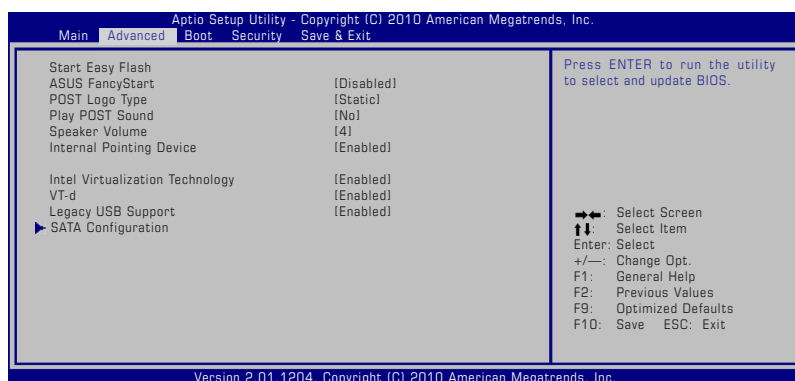 Aptio Setup Utility - Copyright (C) 2010 American Megatrends, Inc.
Main Advanced Boot Security Save & Exit
Start Easy Flash
ASUS FancyStart [Disabled]
POST Logo Type [Static]
Play POST Sound [No]
Speaker Volume [4]
Internal Pointing Device [Enabled]
Intel Virtualization Technology [Enabled]
VT-d [Enabled]
Legacy USB Support [Enabled]
SATA Configuration
Press ENTER to run the utility
to select and update BIOS.
→←: Select Screen
↑↓: Select Item
Enter: Select
+/—: Change Opt.
F1: General Help
F2: Previous Values
F9: Optimized Defaults
F10: Save ESC: Exit
Version 2.01.1204. Copyright (C) 2010 American Megatrends, Inc.